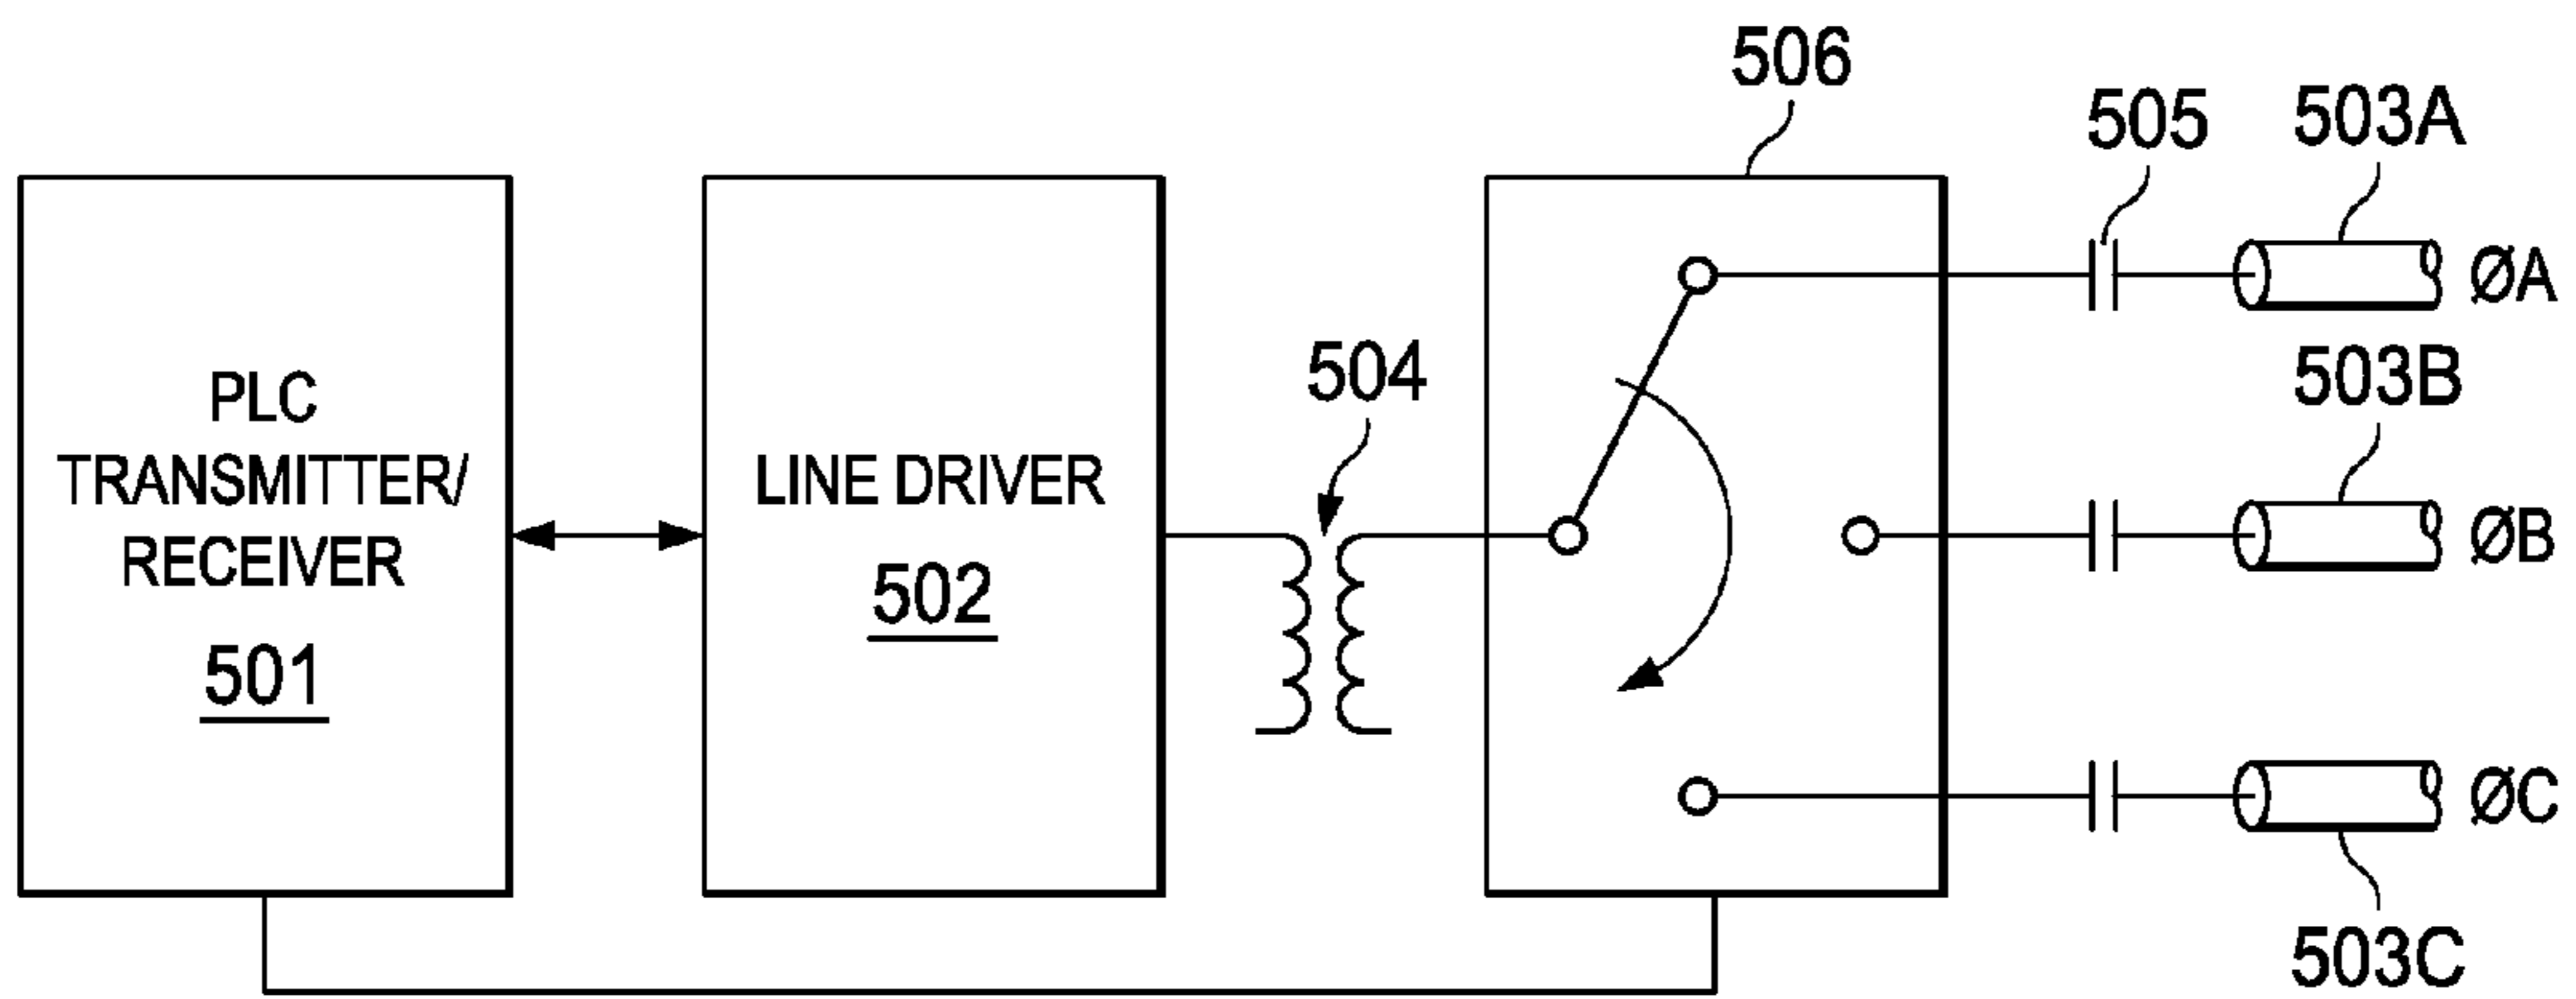 506
505
503A
ØA
504
503B
ØB
PLC
TRANSMITTER/
RECEIVER
501
LINE DRIVER
502
ØC
503C